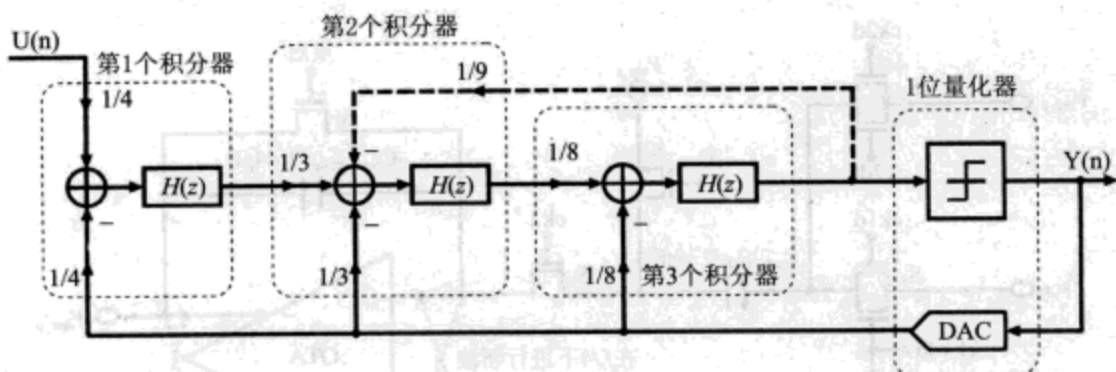 U(n)
第1个积分器
1/4
H(z)
1/4
第2个积分器
1/9
1/3
H(z)
1/3
1/8
H(z)
1/8
第3个积分器
1位量化器
Y(n)
DAC